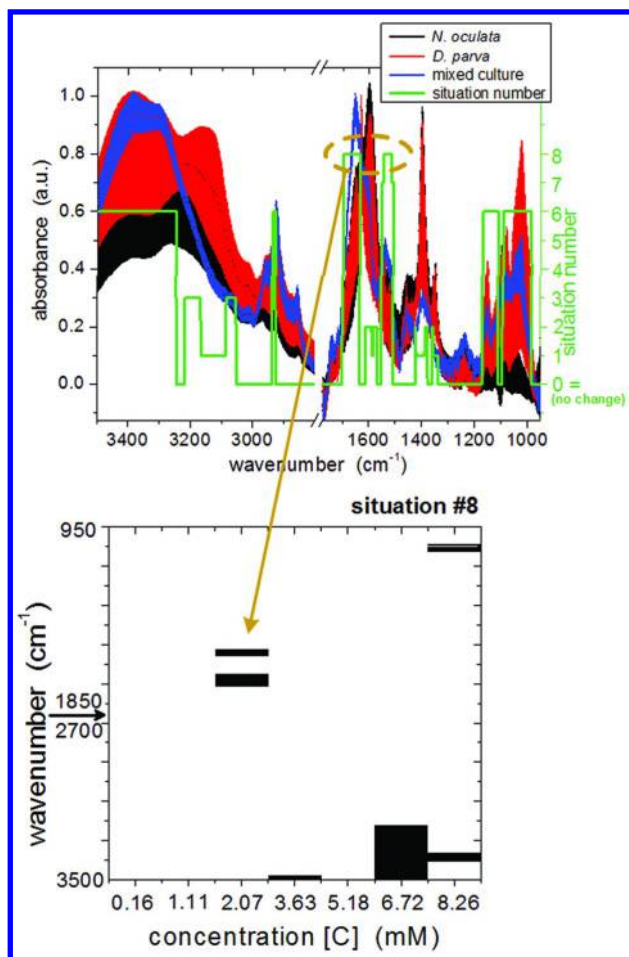 N. oculata
D. parva
mixed culture
situation number
absorbance (a.u.)
1.0
0.8
0.6
0.4
0.2
0.0
8
7
6
5
4
3
2
1
0 =
(no change)
situation number
3400 3200 3000 1600 1400 1200 1000
wavenumber (cm-1)
situation #8
wavenumber (cm-1)
950
1850
2700
3500
0.16 1.11 2.07 3.63 5.18 6.72 8.26
concentration [C] (mM)